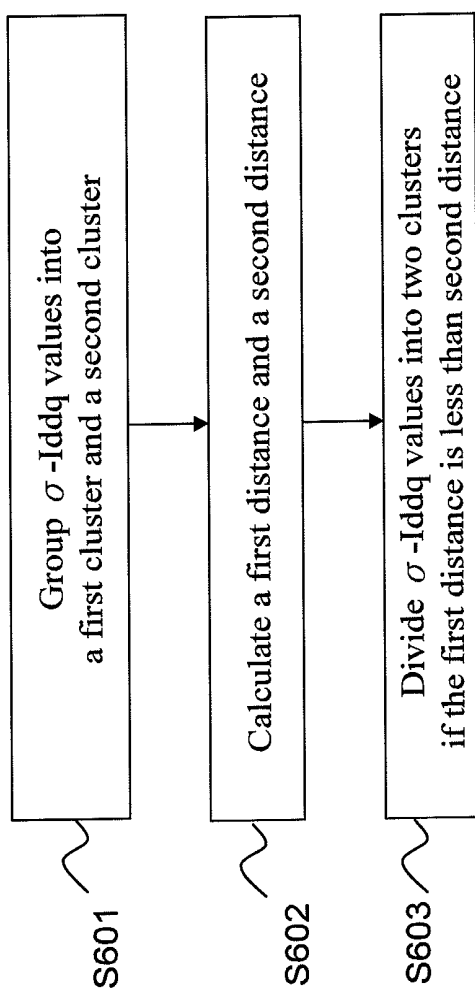 S601
Group σ -Iddq values into
a first cluster and a second cluster
S602
Calculate a first distance and a second distance
S603
Divide σ -Iddq values into two clusters
if the first distance is less than second distance